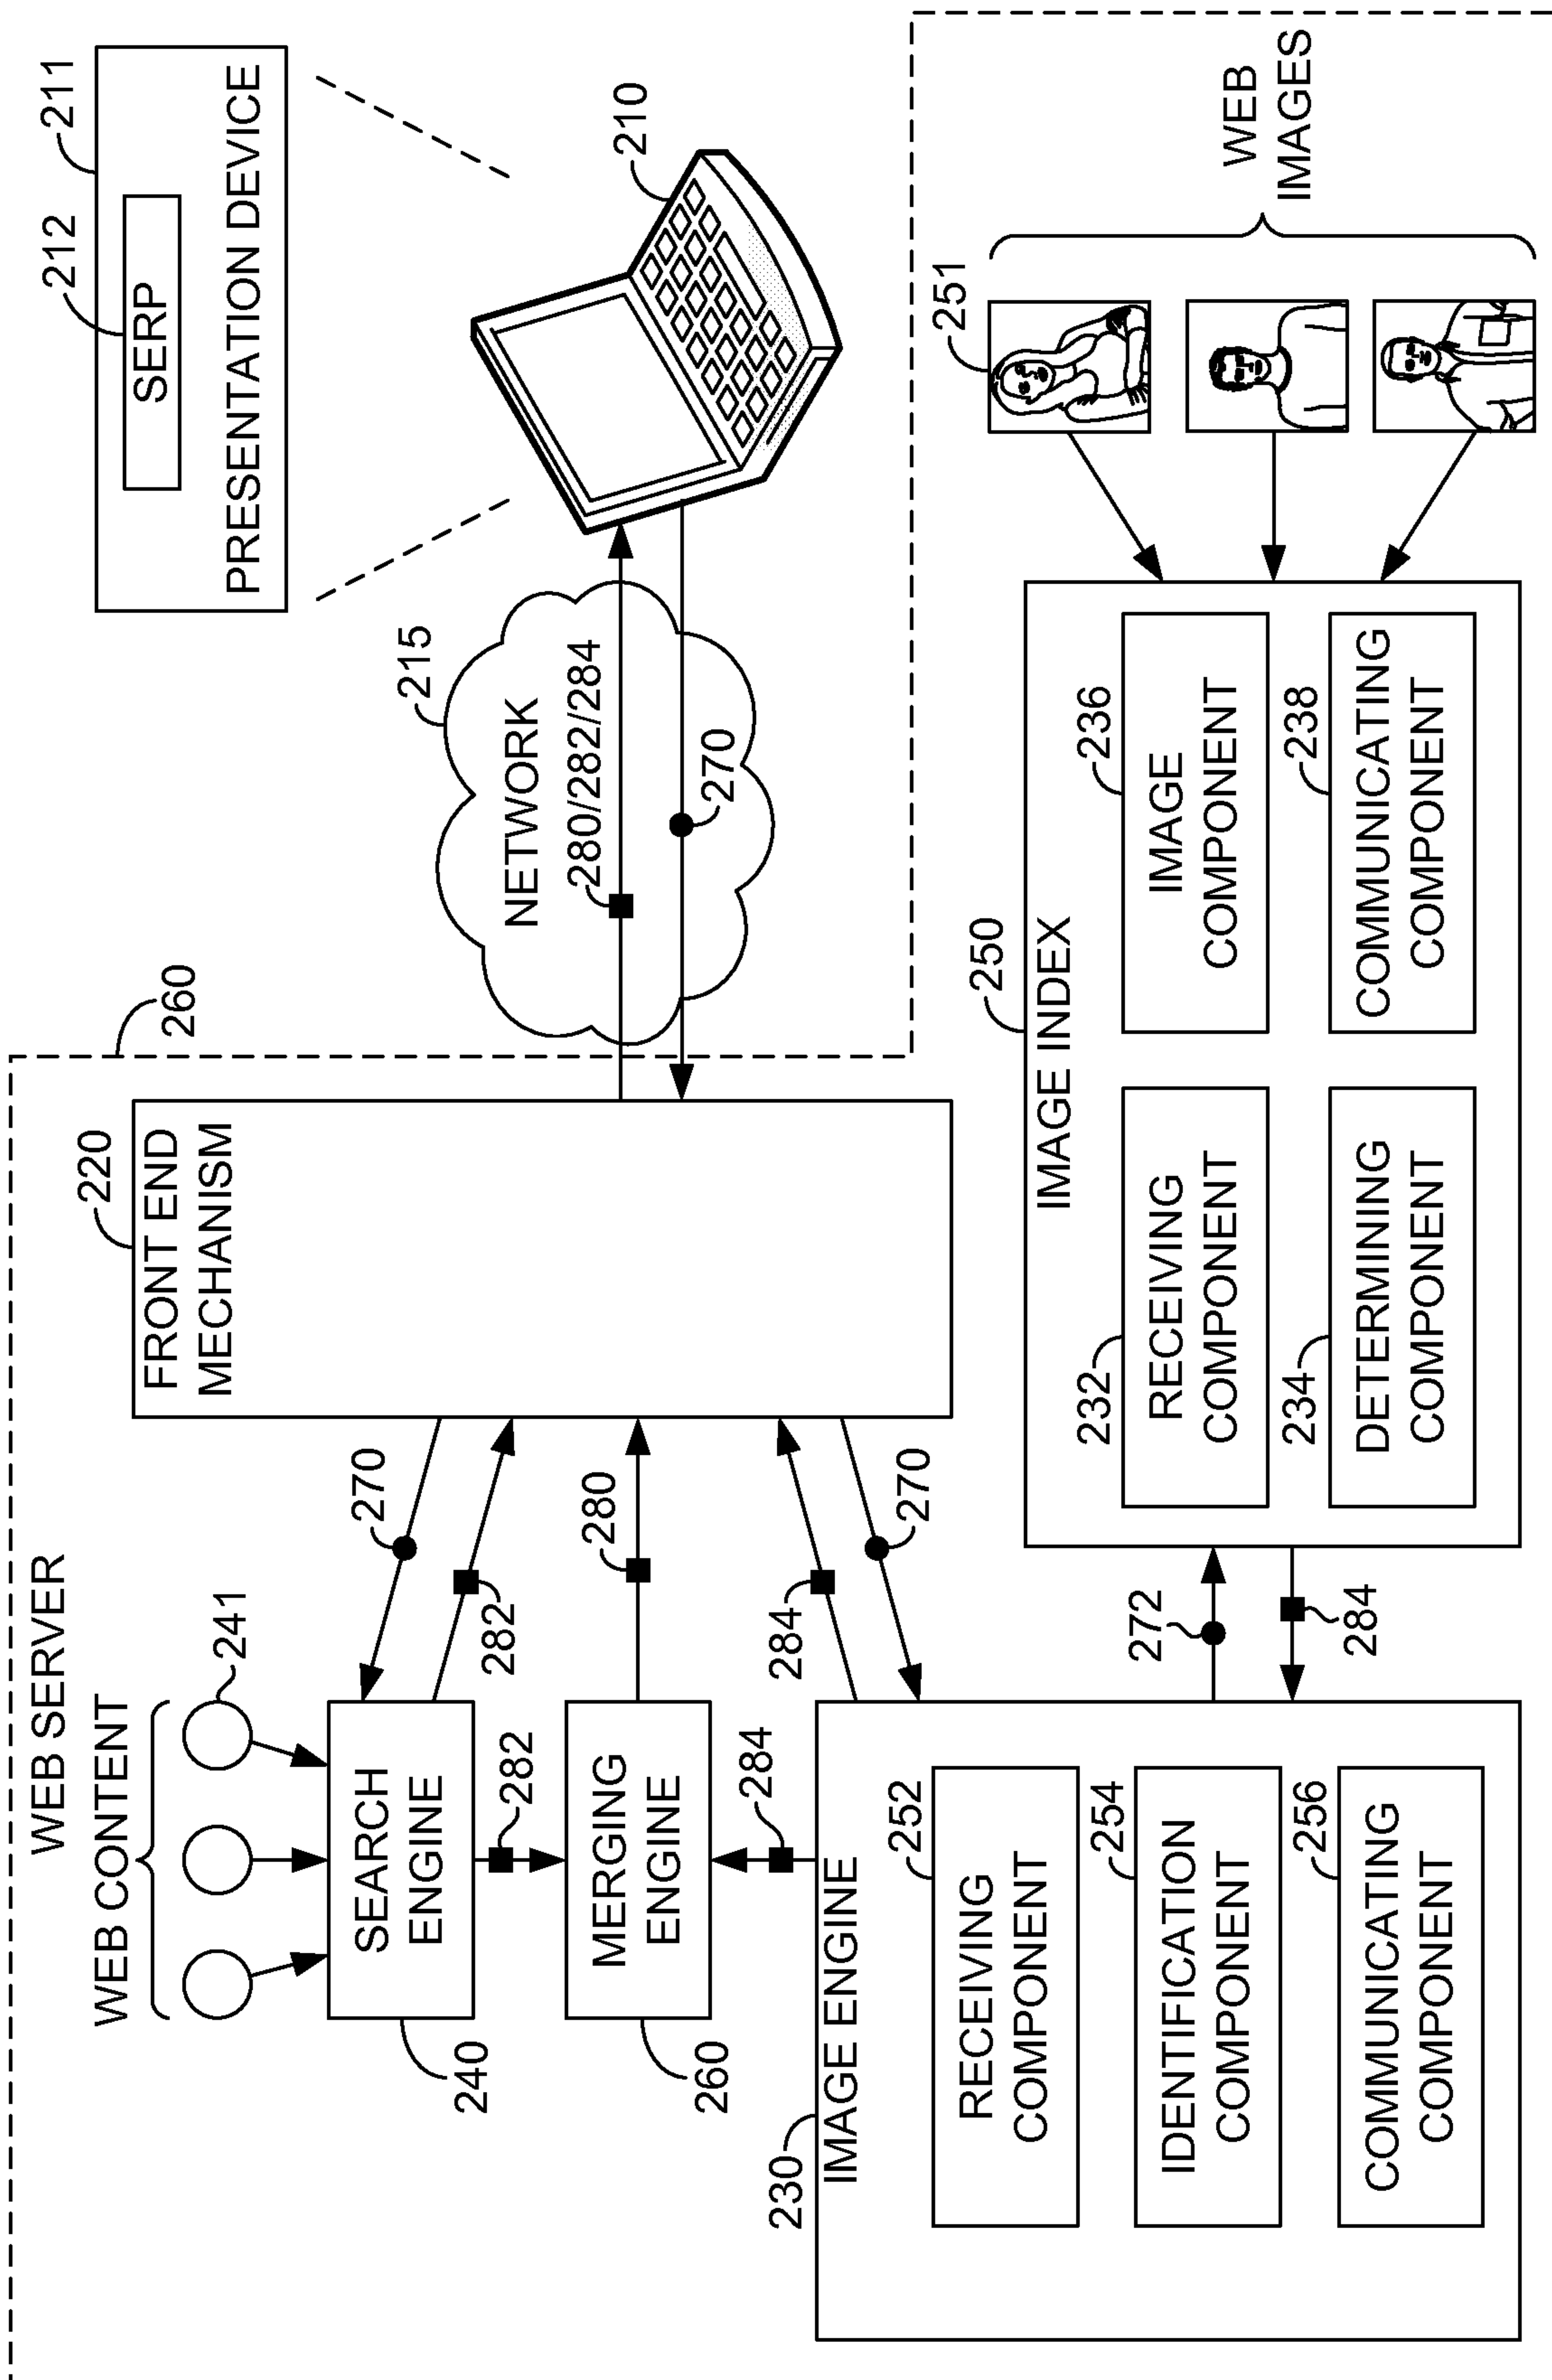 WEB SERVER
260
WEB CONTENT
241
SEARCH
ENGINE
240
270
282
282
MERGING
ENGINE
260
280
284
284
270
FRONT END
MECHANISM
220
NETWORK
215
280/282/284
270
212
211
SERP
PRESENTATION DEVICE
210
230
IMAGE ENGINE
252
RECEIVING
COMPONENT
254
IDENTIFICATION
COMPONENT
256
COMMUNICATING
COMPONENT
272
284
250
IMAGE INDEX
232
RECEIVING
COMPONENT
236
IMAGE
COMPONENT
234
DETERMINING
COMPONENT
238
COMMUNICATING
COMPONENT
251
WEB
IMAGES